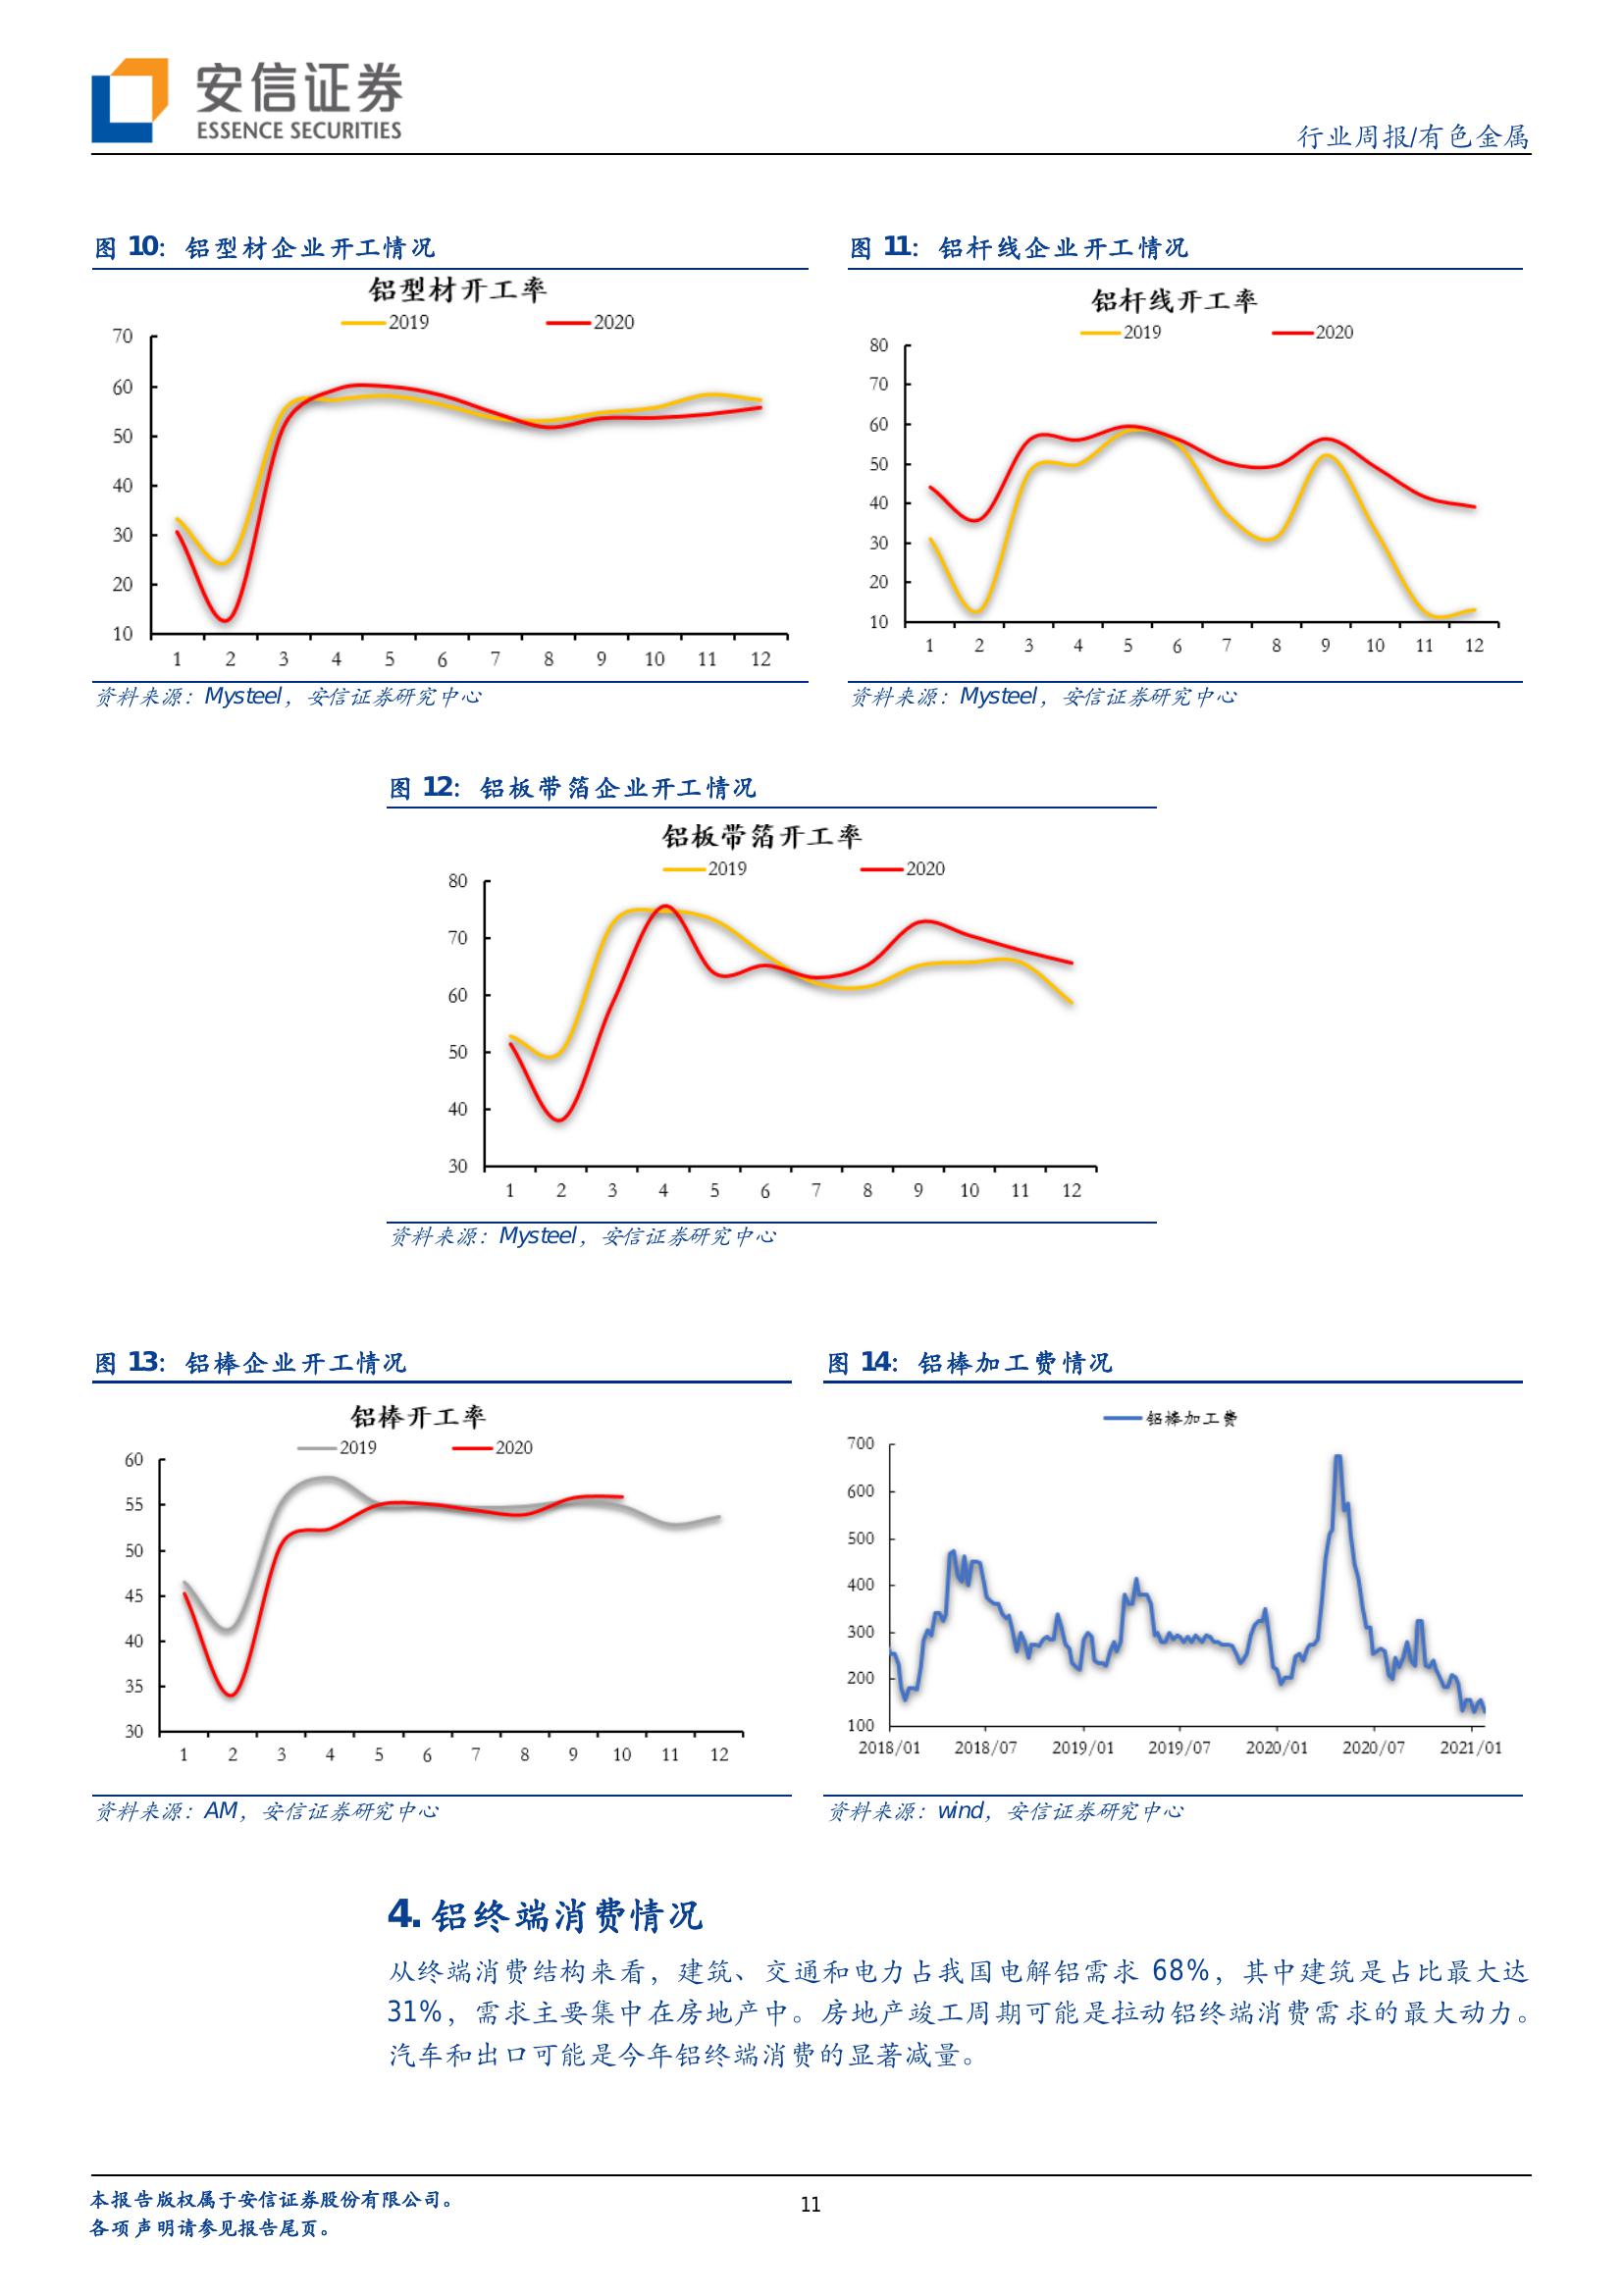 安信证券
ESSENCE SECURITIES
行业周报/有色金属
图 10：铝型材企业开工情况
铝型材开工率
2019 2020
70
60
50
40
30
20
10
1 2 3 4 5 6 7 8 9 10 11 12
资料来源：Mysteel，安信证券研究中心
图 11：铝杆线企业开工情况
铝杆线开工率
2019 2020
80
70
60
50
40
30
20
10
1 2 3 4 5 6 7 8 9 10 11 12
资料来源：Mysteel，安信证券研究中心
图 12：铝板带箔企业开工情况
铝板带箔开工率
2019 2020
80
70
60
50
40
30
1 2 3 4 5 6 7 8 9 10 11 12
资料来源：Mysteel，安信证券研究中心
图 13：铝棒企业开工情况
铝棒开工率
2019 2020
60
55
50
45
40
35
30
1 2 3 4 5 6 7 8 9 10 11 12
资料来源：AM，安信证券研究中心
图 14：铝棒加工费情况
铝棒加工费
700
600
500
400
300
200
100
2018/01 2018/07 2019/01 2019/07 2020/01 2020/07 2021/01
资料来源：wind，安信证券研究中心
4. 铝终端消费情况
从终端消费结构来看，建筑、交通和电力占我国电解铝需求 68%，其中建筑是占比最大达
31%，需求主要集中在房地产中。房地产竣工周期可能是拉动铝终端消费需求的最大动力。
汽车和出口可能是今年铝终端消费的显著减量。
本报告版权属于安信证券股份有限公司。
各项声明请参见报告尾页。
11